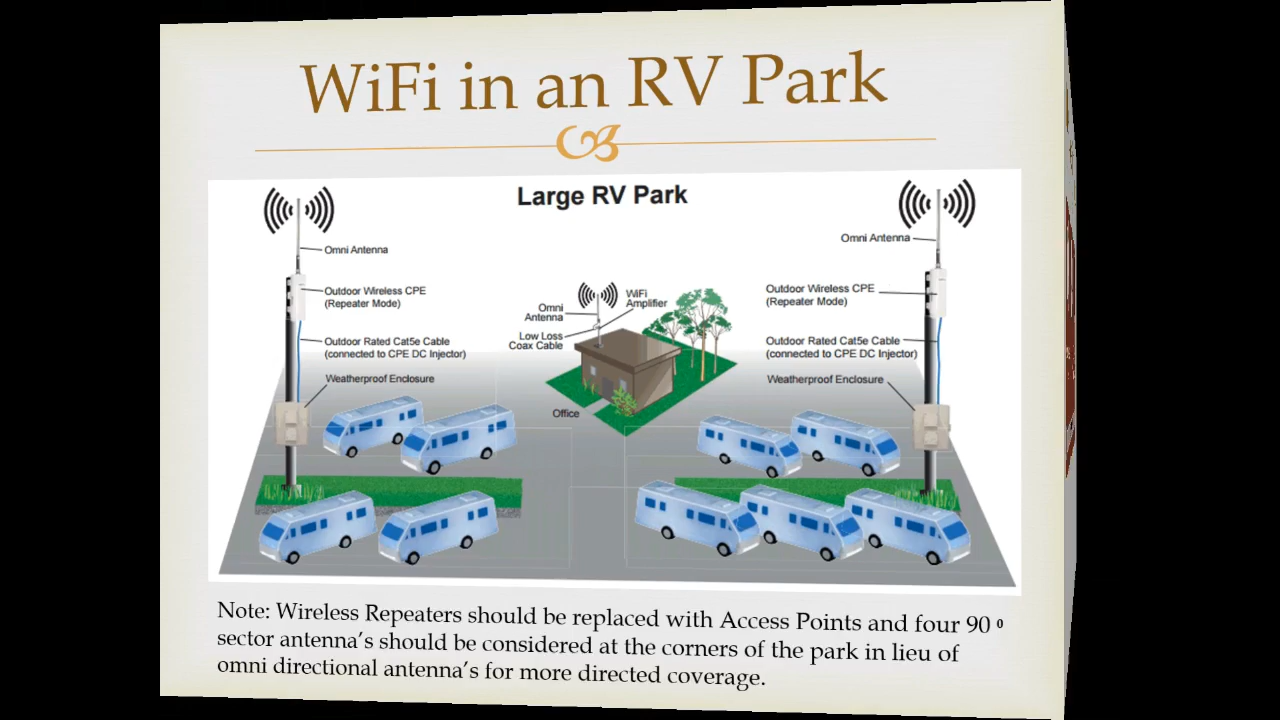 WiFi in an RV Park
Large RV Park
Omni Antenna
Outdoor Wireless CPE
(Repeater Mode)
Outdoor Rated Cat5e Cable
(connected to CPE DC Injector)
Weatherproof Enclosure
Omni
Antenna
WiFi
Amplifier
Low Loss
Coax Cable
Office
Omni Antenna
Outdoor Wireless CPE
(Repeater Mode)
Outdoor Rated Cat5e Cable
(connected to CPE DC Injector)
Weatherproof Enclosure
Note: Wireless Repeaters should be replaced with Access Points and four 90 ⁰
sector antenna’s should be considered at the corners of the park in lieu of
omni directional antenna’s for more directed coverage.